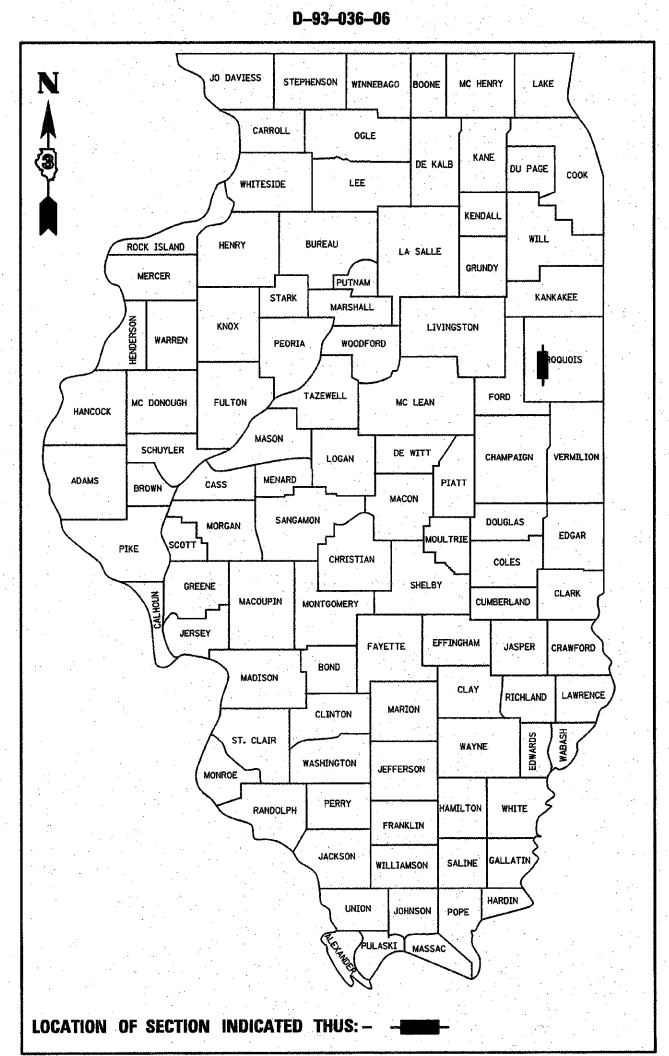 D-93-036-06
N
3
JO DAVIESS
STEPHENSON
WINNEBAGO
BOONE
MC HENRY
LAKE
CARROLL
OGLE
DE KALB
KANE
DU PAGE
COOK
WHITESIDE
LEE
KENDALL
WILL
ROCK ISLAND
HENRY
BUREAU
LA SALLE
GRUNDY
MERCER
PUTNAM
KANKAKEE
STARK
MARSHALL
HENDERSON
WARREN
KNOX
PEORIA
WOODFORD
LIVINGSTON
ROQUOIS
HANCOCK
MC DONOUGH
FULTON
TAZEWELL
MC LEAN
FORD
MASON
SCHUYLER
LOGAN
DE WITT
CHAMPAIGN
VERMILION
ADAMS
BROWN
CASS
MENARD
PIATT
MACON
SANGAMON
MORGAN
DOUGLAS
EDGAR
PIKE
SCOTT
CHRISTIAN
MOULTRIE
COLES
GREENE
SHELBY
CALHOUN
MACOUPIN
MONTGOMERY
CUMBERLAND
CLARK
JERSEY
FAYETTE
EFFINGHAM
JASPER
CRAWFORD
BOND
MADISON
CLAY
RICHLAND
LAWRENCE
CLINTON
MARION
ST. CLAIR
WAYNE
EDWARDS
WABASH
WASHINGTON
JEFFERSON
MONROE
RANDOLPH
PERRY
HAMILTON
WHITE
FRANKLIN
JACKSON
WILLIAMSON
SALINE
GALLATIN
UNION
JOHNSON
POPE
HARDIN
ALEXANDER
PULASKI
MASSAC
LOCATION OF SECTION INDICATED THUS: -